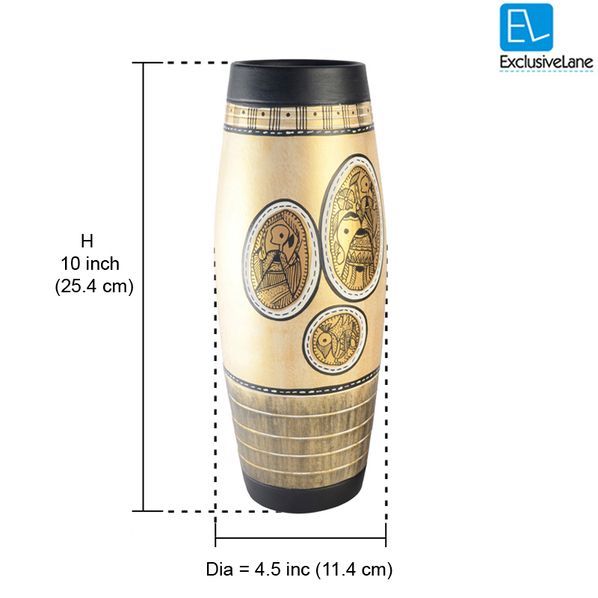 EL
ExclusiveLane
H
10 inch
(25.4 cm)
Dia = 4.5 inc (11.4 cm)